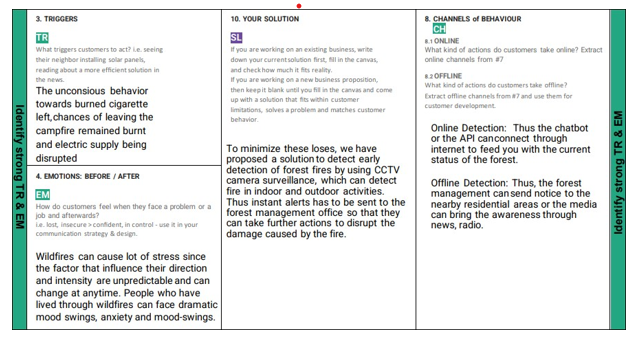 Identify strong TR & EM
3. TRIGGERS
TR
What triggers customers to act? i.e. seeing
their neighbor installing solar panels,
reading about a more efficient solution in
the news.
The unconsious behavior
towards burned cigarette
left,chances of leaving the
campfire remained burnt
and electric supply being
disrupted
4. EMOTIONS: BEFORE / AFTER
EM
How do customers feel when they face a problem or a
job and afterwards?
i.e. lost, insecure > confident, in control - use it in your
communication strategy & design.
Wildfires can cause lot of stress since
the factor that influence their direction
and intensity are unpredictable and can
change at anytime. People who have
lived through wildfires can face dramatic
mood swings, anxiety and mood-swings.
10. YOUR SOLUTION
SL
If you are working on an existing business, write
down your current solution first, fill in the canvas,
and check how much it fits reality.
If you are working on a new business proposition,
then keep it blank until you fill in the canvas and come
up with a solution that fits within customer
limitations, solves a problem and matches customer
behavior.
To minimize these loses, we have
proposed a solution to detect early
detection of forest fires by using CCTV
camera surveillance, which can detect
fire in indoor and outdoor activities.
Thus instant alerts has to be sent to the
forest management office so that they
can take further actions to disrupt the
damage caused by the fire.
8. CHANNELS of BEHAVIOUR
CH
8.1 ONLINE
What kind of actions do customers take online? Extract
online channels from #7
8.2 OFFLINE
What kind of actions do customers take offline?
Extract offline channels from #7 and use them for
customer development.
Online Detection: Thus the chatbot
or the API can connect through
internet to feed you with the current
status of the forest.
Offline Detection: Thus, the forest
management can send notice to the
nearby residential areas or the media
can bring the awareness through
news, radio.
Identify strong TR & EM